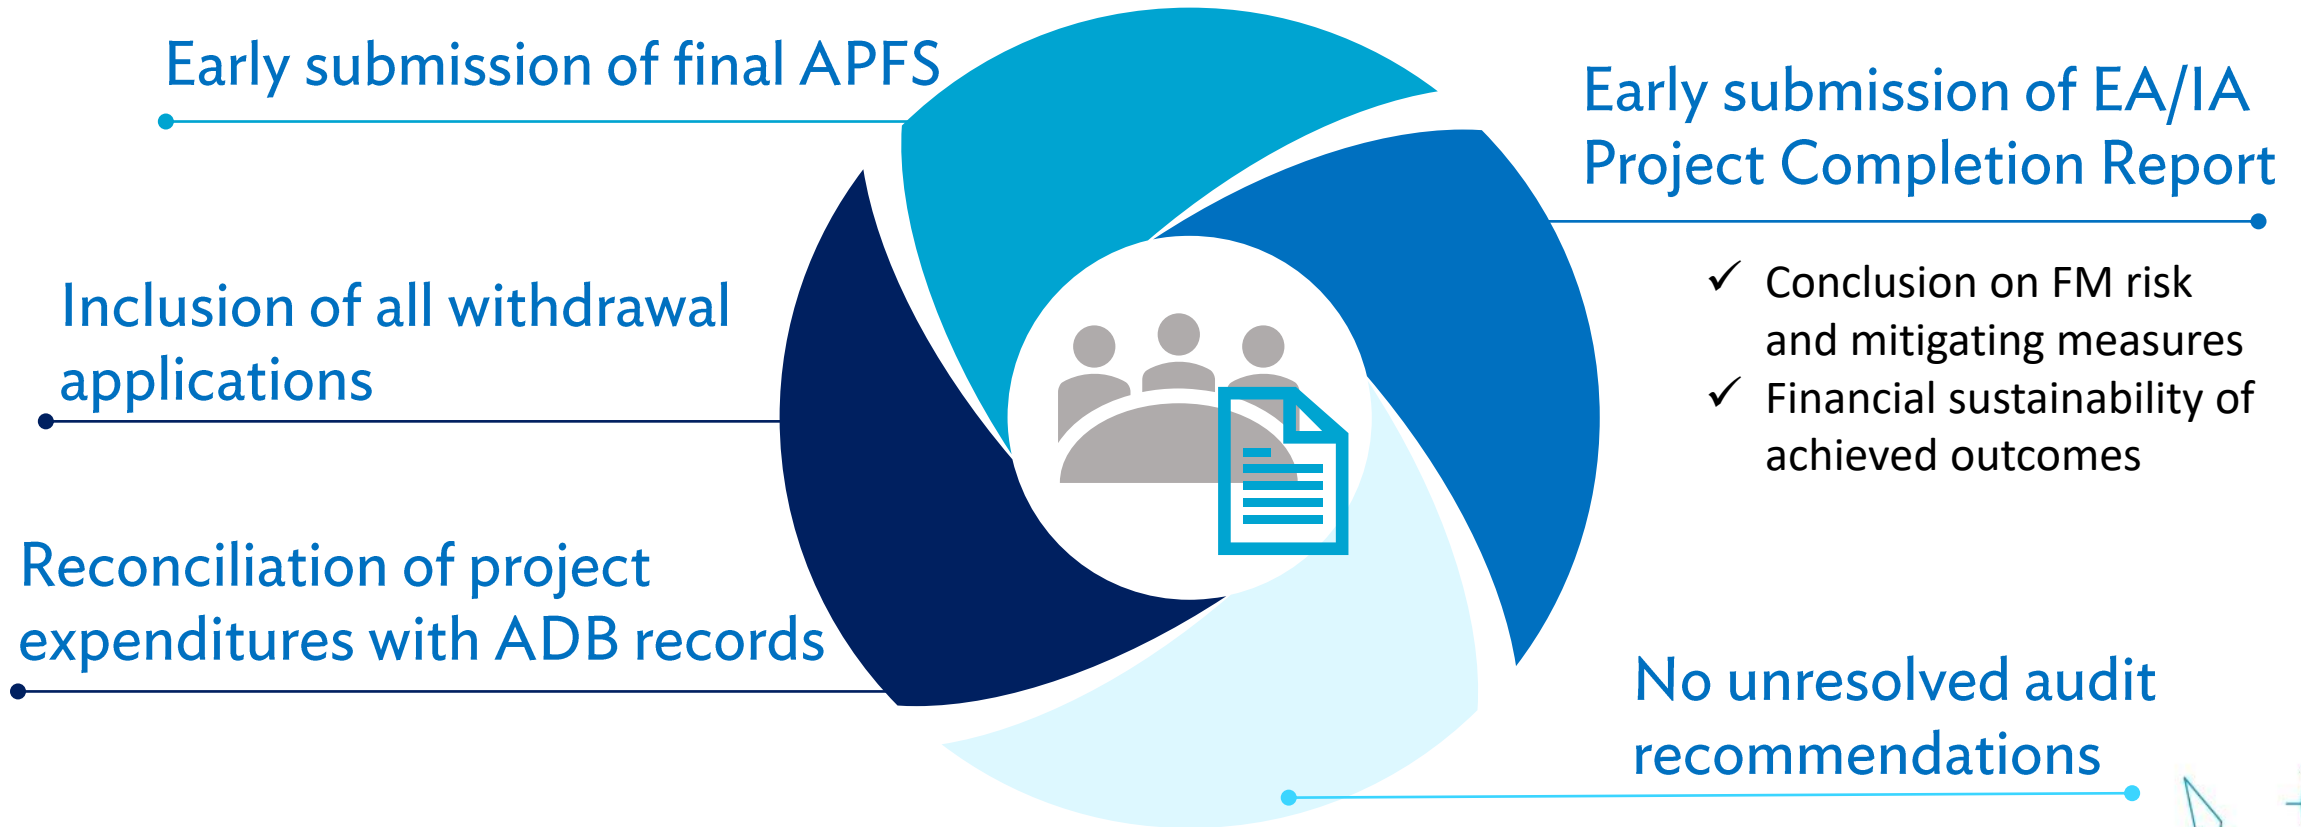 Early submission of final APFS
Inclusion of all withdrawal
applications
Reconciliation of project
expenditures with ADB records
Early submission of EA/IA
Project Completion Report
✓ Conclusion on FM risk
and mitigating measures
✓ Financial sustainability of
achieved outcomes
No unresolved audit
recommendations